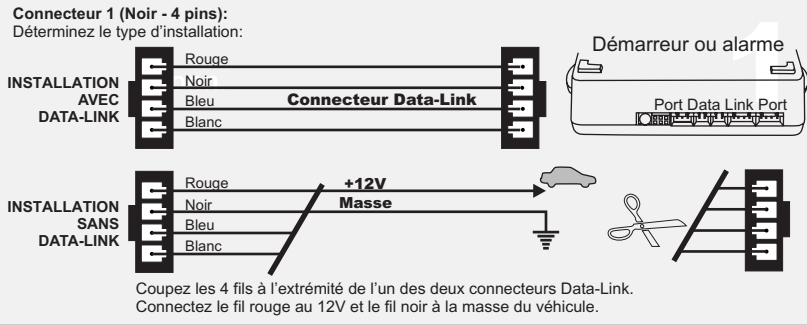 Connecteur 1 (Noir - 4 pins):
Déterminez le type d'installation:
1
Démarreur ou alarme
Port Data Link Port
INSTALLATION
AVEC
DATA-LINK
Rouge
Noir
Bleu
Blanc
Connecteur Data-Link
INSTALLATION
SANS
DATA-LINK
Rouge
Noir
Bleu
Blanc
+12V
Masse
Coupez les 4 fils à l'extrémité de l'un des deux connecteurs Data-Link.
Connectez le fil rouge au 12V et le fil noir à la masse du véhicule.